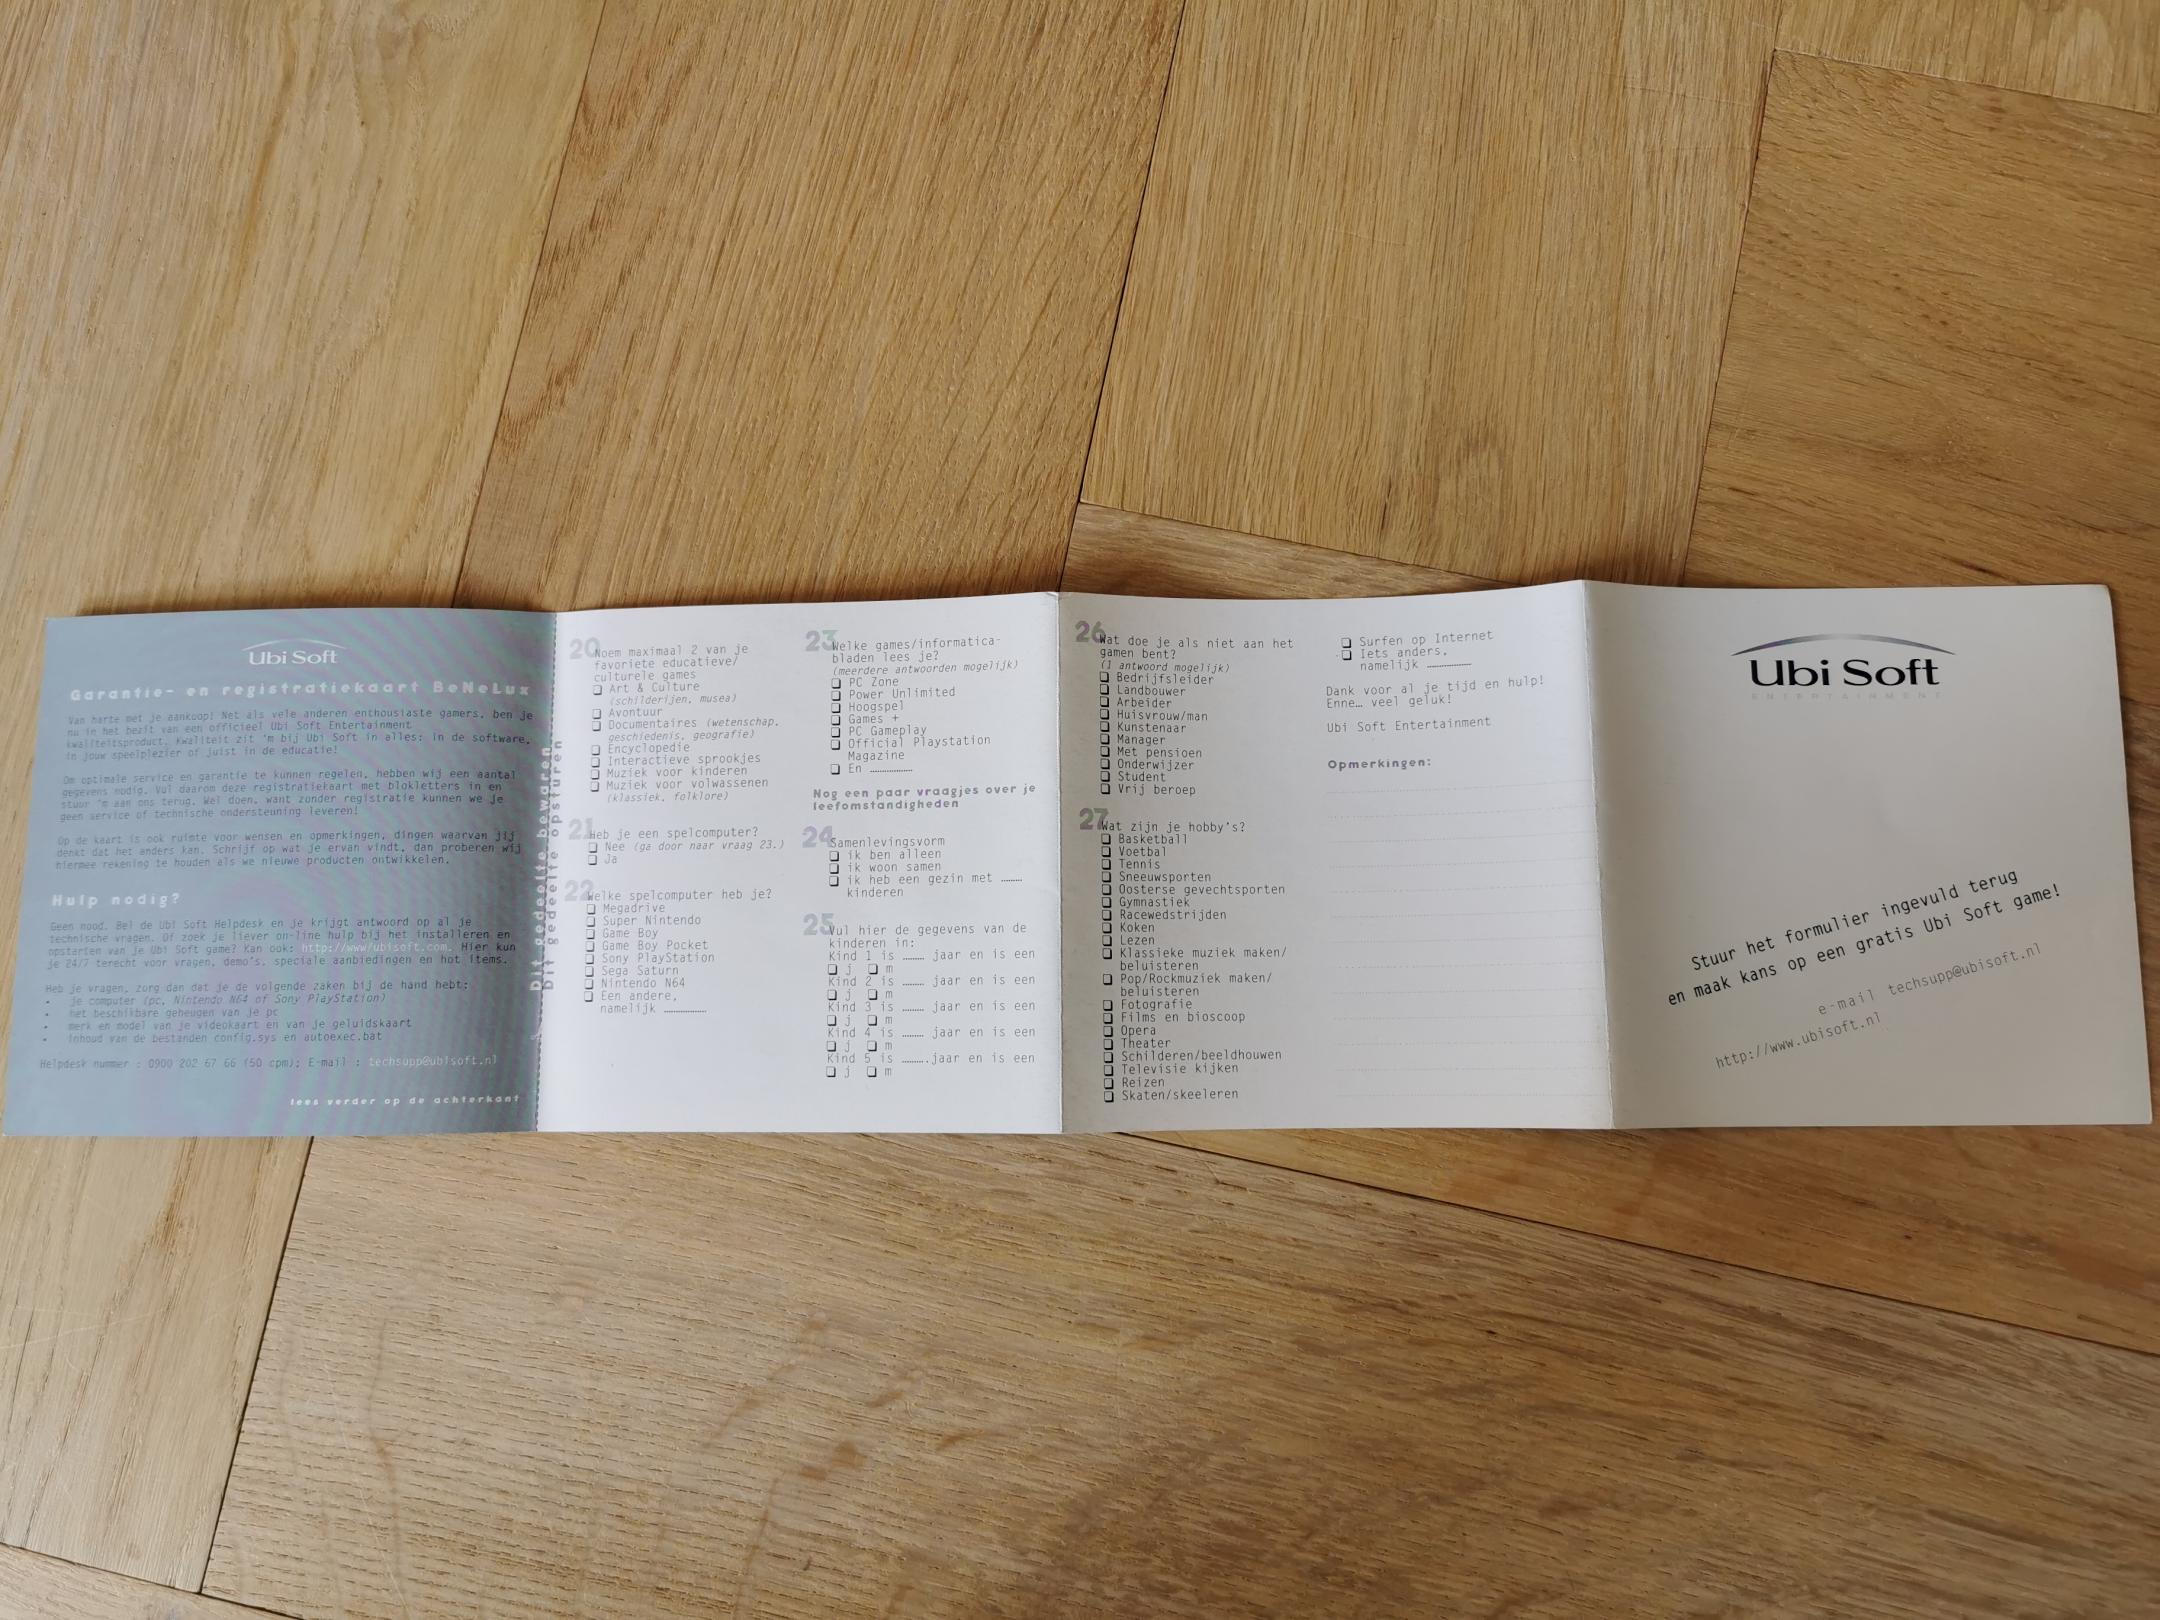 Ubi Soft
Garantie- en registratiekaart BeNeLux
Van harte met je aankoop! Net als vele anderen enthousiaste gamers, ben je
nu in het bezit van een officieel Ubi Soft Entertainment
kwaliteitsproduct. Kwaliteit zit 'm bij Ubi Soft in alles: in de software,
in jouw speelplezier of juist in de educatie!
Om optimale service en garantie te kunnen regelen, hebben wij een aantal
gegevens nodig. Vul daarom deze registratiekaart met blokletters in en
stuur 'm aan ons terug. Wel doen, want zonder registratie kunnen we je
geen service of technische ondersteuning leveren!
Op de kaart is ook ruimte voor wensen en opmerkingen, dingen waarvan jij
denkt dat het anders kan. Schrijf op wat je ervan vindt, dan proberen wij
hiermee rekening te houden als we nieuwe producten ontwikkelen.
Hulp nodig?
Geen nood. Bel de Ubi Soft Helpdesk en je krijgt antwoord op al je
technische vragen. Of zoek je liever on-line hulp bij het installeren en
opstarten van je Ubi Soft game? Kan ook: http://www/ubisoft.com. Hier kun
je 24/7 terecht voor vragen, demo's, speciale aanbiedingen en hot items.
Heb je vragen, zorg dan dat je de volgende zaken bij de hand hebt:
• je computer (pc, Nintendo N64 of Sony PlayStation)
• het beschikbare geheugen van je pc
• merk en model van je videokaart en van je geluidskaart
• inhoud van de bestanden config.sys en autoexec.bat
Helpdesk nummer : 0900 202 67 66 (50 cpm); E-mail : techsupp@ubisoft.nl
lees verder op de achterkant
Dit gedeelte bewaren
Dit gedeelte opsturen
20 Noem maximaal 2 van je
favoriete educatieve/
culturele games
❏ Art & Culture
(schilderijen, musea)
❏ Avontuur
❏ Documentaires (wetenschap,
geschiedenis, geografie)
❏ Encyclopedie
❏ Interactieve sprookjes
❏ Muziek voor kinderen
❏ Muziek voor volwassenen
(klassiek, folklore)
21 Heb je een spelcomputer?
❏ Nee (ga door naar vraag 23.)
❏ Ja
22 Welke spelcomputer heb je?
❏ Megadrive
❏ Super Nintendo
❏ Game Boy
❏ Game Boy Pocket
❏ Sony PlayStation
❏ Sega Saturn
❏ Nintendo N64
❏ Een andere,
namelijk ...................
23 Welke games/informatica-
bladen lees je?
(meerdere antwoorden mogelijk)
❏ PC Zone
❏ Power Unlimited
❏ Hoogspel
❏ Games +
❏ PC Gameplay
❏ Official Playstation
Magazine
❏ En ...................
Nog een paar vraagjes over je
leefomstandigheden
24 Samenlevingsvorm
❏ ik ben alleen
❏ ik woon samen
❏ ik heb een gezin met .........
kinderen
25 Vul hier de gegevens van de
kinderen in:
Kind 1 is ......... jaar en is een
❏ j ❏ m
Kind 2 is ......... jaar en is een
❏ j ❏ m
Kind 3 is ......... jaar en is een
❏ j ❏ m
Kind 4 is ......... jaar en is een
❏ j ❏ m
Kind 5 is ..........jaar en is een
❏ j ❏ m
26 Wat doe je als niet aan het
gamen bent?
(1 antwoord mogelijk)
❏ Bedrijfsleider
❏ Landbouwer
❏ Arbeider
❏ Huisvrouw/man
❏ Kunstenaar
❏ Manager
❏ Met pensioen
❏ Onderwijzer
❏ Student
❏ Vrij beroep
27 Wat zijn je hobby's?
❏ Basketball
❏ Voetbal
❏ Tennis
❏ Sneeuwsporten
❏ Oosterse gevechtsporten
❏ Gymnastiek
❏ Racewedstrijden
❏ Koken
❏ Lezen
❏ Klassieke muziek maken/
beluisteren
❏ Pop/Rockmuziek maken/
beluisteren
❏ Fotografie
❏ Films en bioscoop
❏ Opera
❏ Theater
❏ Schilderen/beeldhouwen
❏ Televisie kijken
❏ Reizen
❏ Skaten/skeeleren
❏ Surfen op Internet
❏ Iets anders,
namelijk ...................
Dank voor al je tijd en hulp!
Enne… veel geluk!
Ubi Soft Entertainment
Opmerkingen:
Ubi Soft
ENTERTAINMENT
Stuur het formulier ingevuld terug
en maak kans op een gratis Ubi Soft game!
e-mail techsupp@ubisoft.nl
http://www.ubisoft.nl